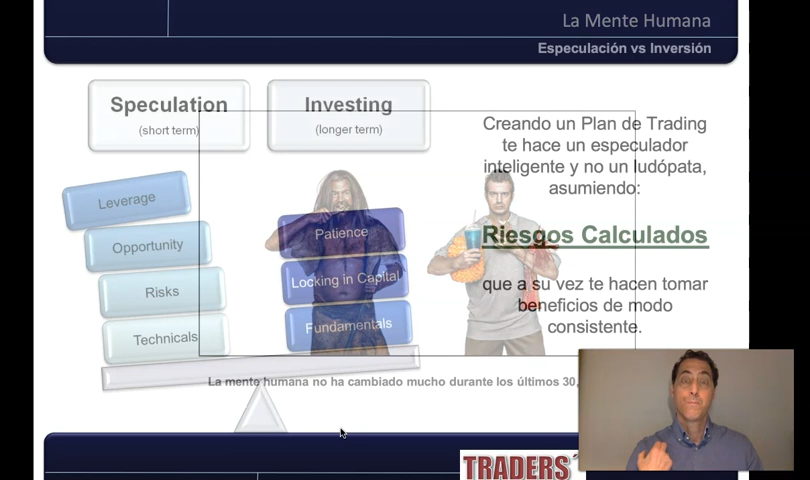 La Mente Humana
Especulación vs Inversión
Speculation
(short term)
Investing
(longer term)
Leverage
Opportunity
Risks
Technicals
Patience
Locking in Capital
Fundamentals
Creando un Plan de Trading
te hace un especulador
inteligente y no un ludópata,
asumiendo:
Riesgos Calculados
que a su vez te hacen tomar
beneficios de modo
consistente.
La mente humana no ha cambiado mucho durante los últimos 30,
TRADERS